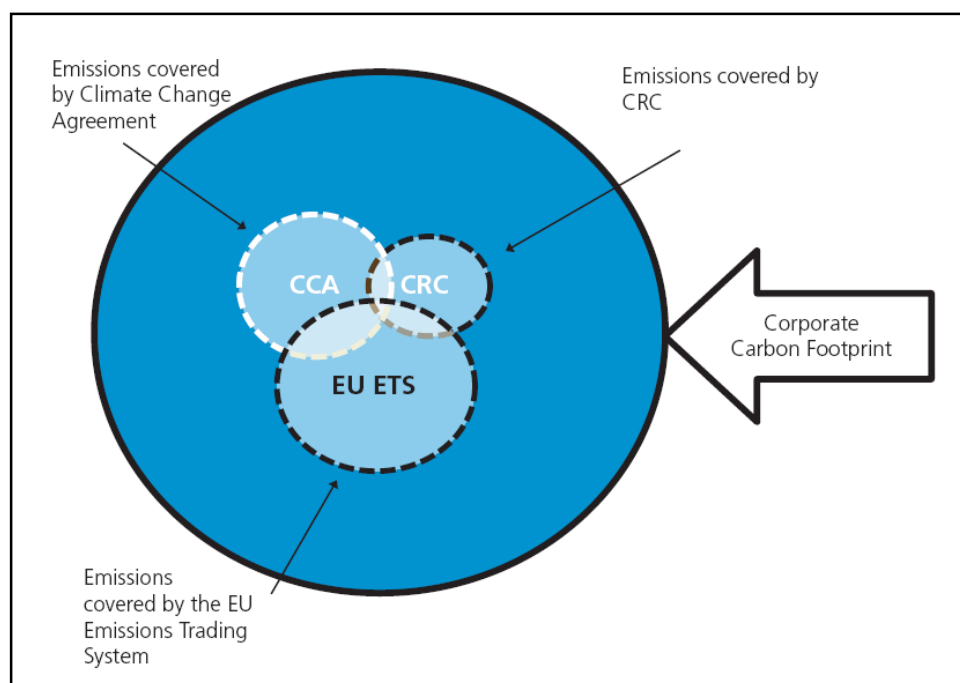 Emissions covered
by Climate Change
Agreement
Emissions covered by
CRC
CCA
CRC
EU ETS
Corporate
Carbon Footprint
Emissions
covered by the EU
Emissions Trading
System